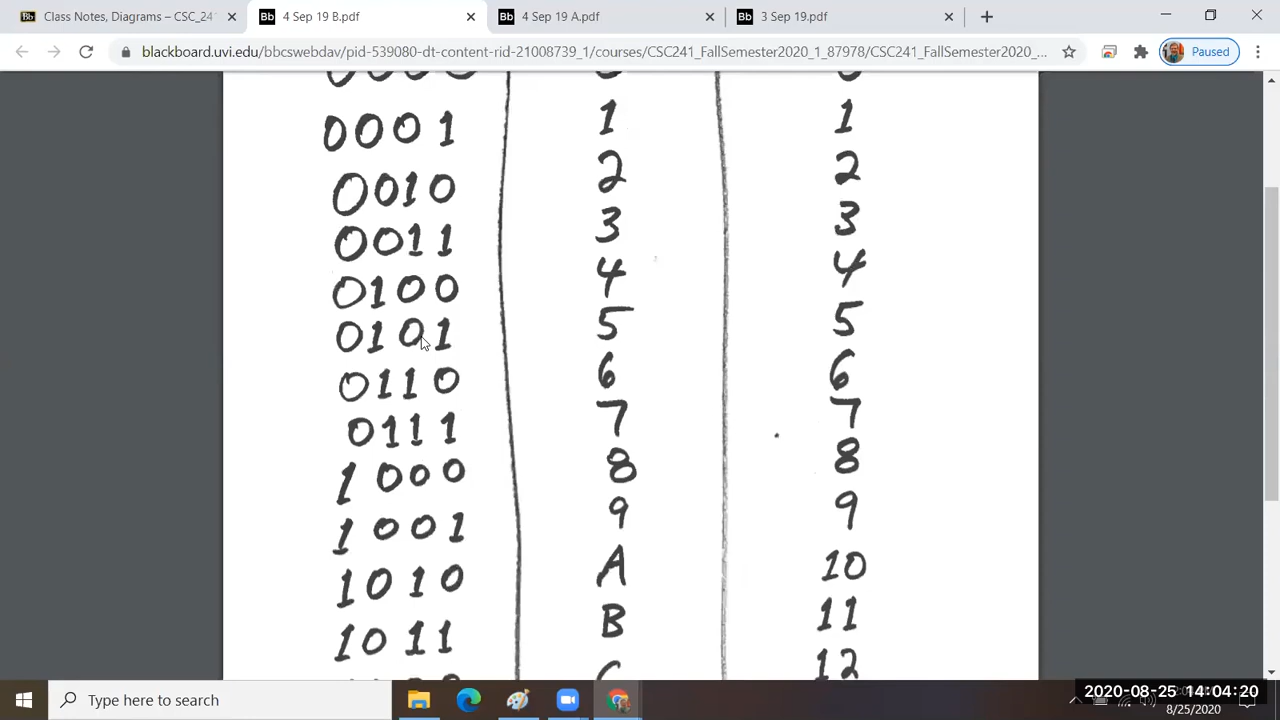 Class Notes, Diagrams – CSC_241
4 Sep 19 B.pdf
4 Sep 19 A.pdf
3 Sep 19.pdf
blackboard.uvi.edu/bbcswebdav/pid-539080-dt-content-rid-21008739_1/courses/CSC241_FallSemester2020_1_87978/CSC241_FallSemester2020_...
Paused
0001 1 1
0010 2 2
0011 3 3
0100 4 4
0101 5 5
0110 6 6
0111 7 7
1000 8 8
1001 9 9
1010 A 10
1011 B 11
C 12
Type here to search
2020-08-25 14:04:20
8/25/2020